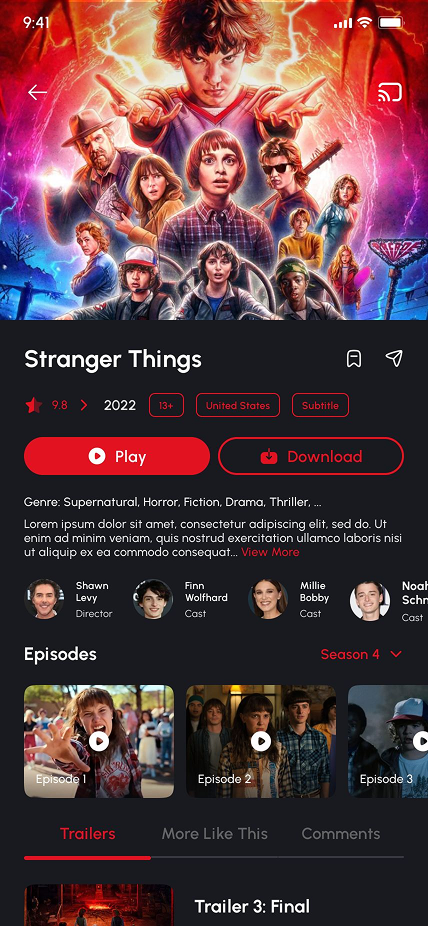 9:41
Stranger Things
9.8
2022
13+
United States
Subtitle
Play
Download
Genre: Supernatural, Horror, Fiction, Drama, Thriller, ...
Lorem ipsum dolor sit amet, consectetur adipiscing elit, sed do. Ut
enim ad minim veniam, quis nostrud exercitation ullamco laboris nisi
ut aliquip ex ea commodo consequat... View More
Shawn
Levy
Director
Finn
Wolfhard
Cast
Millie
Bobby
Cast
Noah
Schn
Cast
Episodes
Season 4
Episode 1
Episode 2
Episode 3
Trailers
More Like This
Comments
Trailer 3: Final